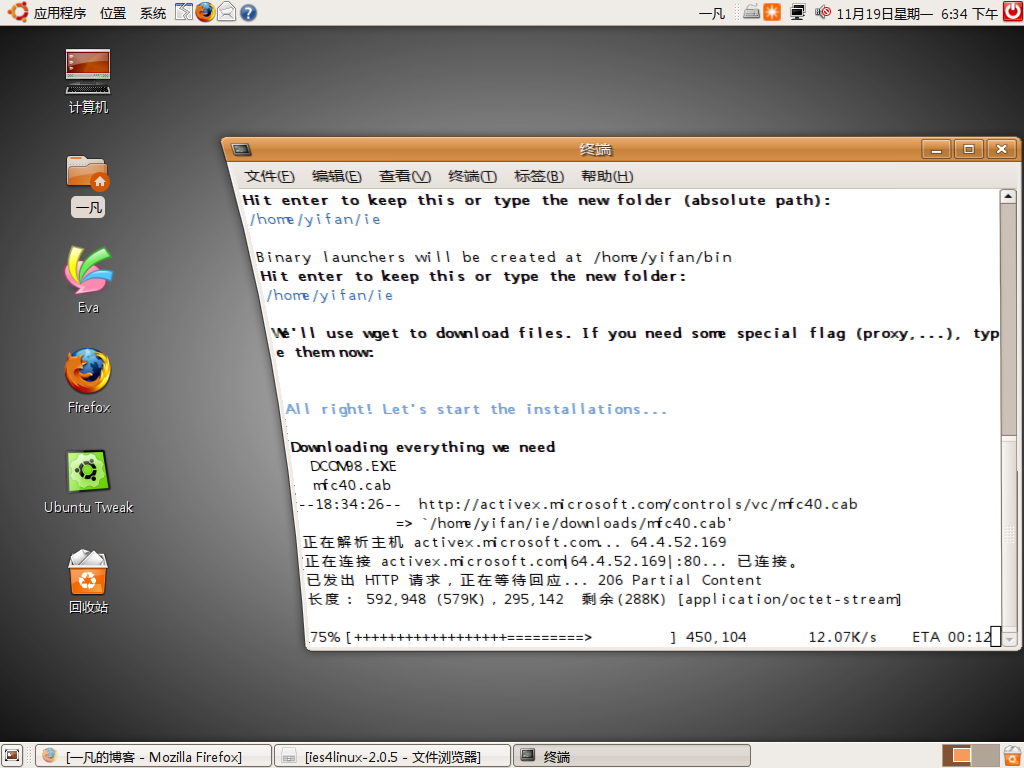 应用程序 位置 系统
一凡 11月19日星期一 6:34 下午
计算机
一凡
Eva
Firefox
Ubuntu Tweak
回收站
终端
文件(F) 编辑(E) 查看(V) 终端(T) 标签(B) 帮助(H)
Hit enter to keep this or type the new folder (absolute path):
/home/yifan/ie
Binary launchers will be created at /home/yifan/bin
Hit enter to keep this or type the new folder:
/home/yifan/ie
We'll use wget to download files. If you need some special flag (proxy,...), typ
e them now:
All right! Let's start the installations...
Downloading everything we need
DCOM98.EXE
mfc40.cab
--18:34:26-- http://activex.microsoft.com/controls/vc/mfc40.cab
=> `/home/yifan/ie/downloads/mfc40.cab'
正在解析主机 activex.microsoft.com... 64.4.52.169
正在连接 activex.microsoft.com|64.4.52.169|:80... 已连接。
已发出 HTTP 请求，正在等待回应... 206 Partial Content
长度： 592,948 (579K)，295,142 剩余(288K) [application/octet-stream]
75% [++++++++++++++++++=========> ] 450,104 12.07K/s ETA 00:12
[一凡的博客 - Mozilla Firefox]
[ies4linux-2.0.5 - 文件浏览器]
终端